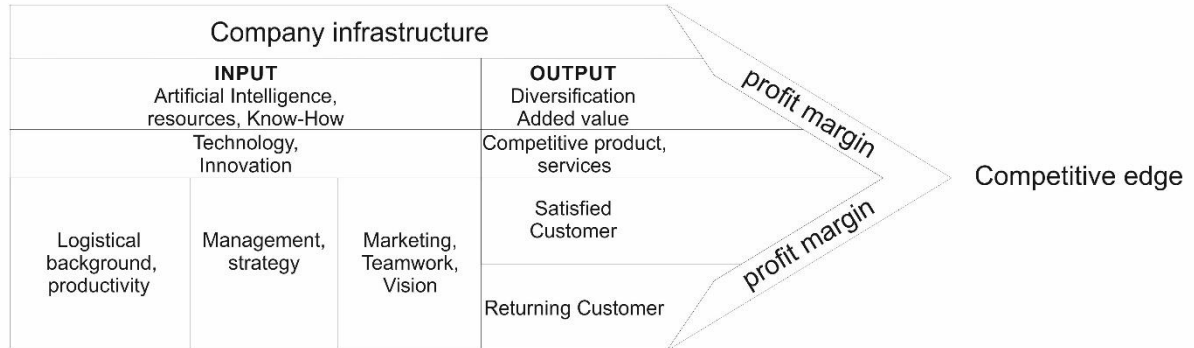 Company infrastructure
INPUT
Artificial Intelligence,
resources, Know-How
OUTPUT
Diversification
Added value
Technology,
Innovation
Competitive product,
services
Logistical
background,
productivity
Management,
strategy
Marketing,
Teamwork,
Vision
Satisfied
Customer
Returning Customer
profit margin
profit margin
Competitive edge